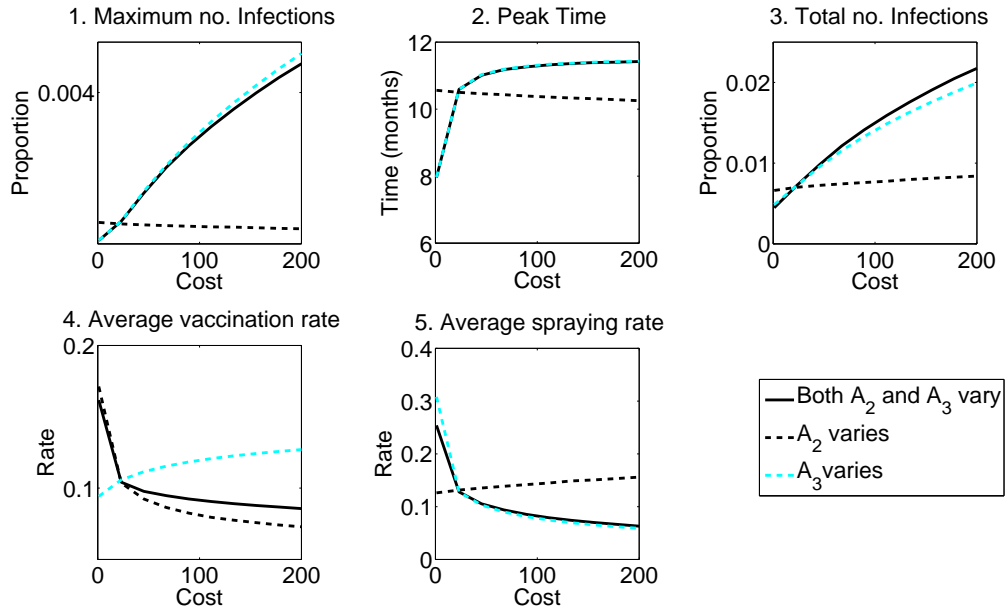 1. Maximum no. Infections
Proportion
0.004
0 100 200
Cost
2. Peak Time
Time (months)
12
10
8
6
0 100 200
Cost
3. Total no. Infections
Proportion
0.02
0.01
0
0 100 200
Cost
4. Average vaccination rate
Rate
0.2
0.1
0 100 200
Cost
5. Average spraying rate
Rate
0.4
0.3
0.2
0.1
0
0 100 200
Cost
Both A2 and A3 vary
A2 varies
A3varies